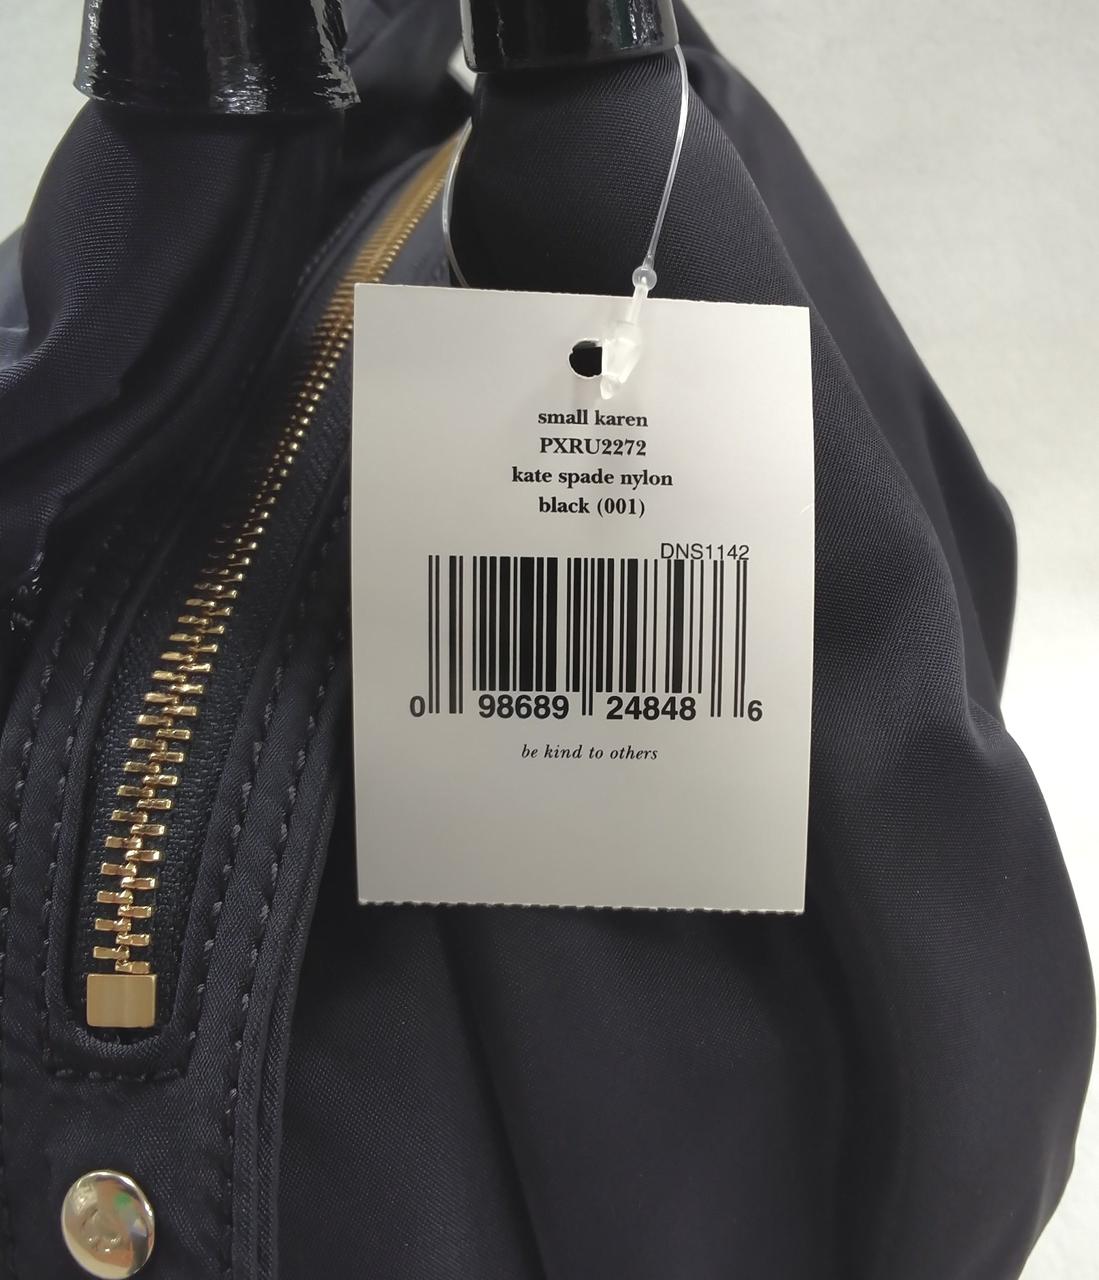 small karen
PXRU2272
kate spade nylon
black (001)
DNS1142
0 98689 24848 6
be kind to others